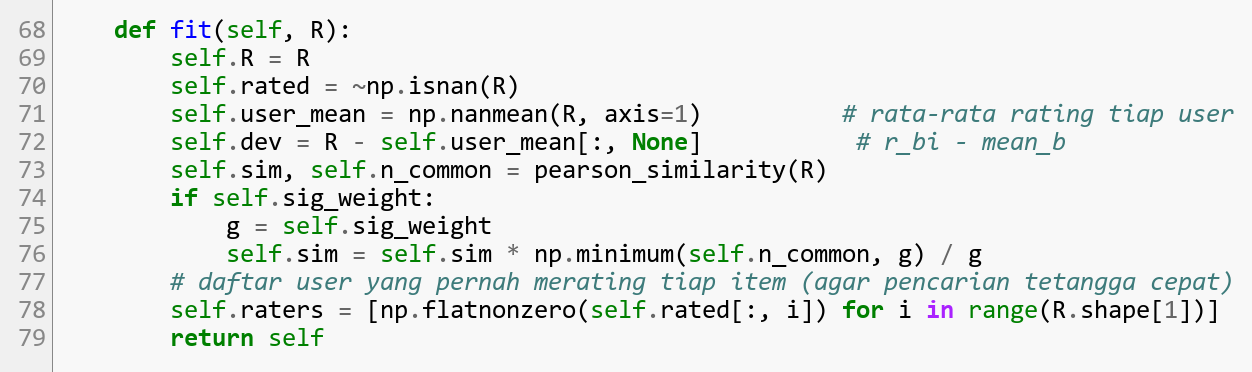 68     def fit(self, R):
69         self.R = R
70         self.rated = ~np.isnan(R)
71         self.user_mean = np.nanmean(R, axis=1)          # rata-rata rating tiap user
72         self.dev = R - self.user_mean[:, None]           # r_bi - mean_b
73         self.sim, self.n_common = pearson_similarity(R)
74         if self.sig_weight:
75             g = self.sig_weight
76             self.sim = self.sim * np.minimum(self.n_common, g) / g
77         # daftar user yang pernah merating tiap item (agar pencarian tetangga cepat)
78         self.raters = [np.flatnonzero(self.rated[:, i]) for i in range(R.shape[1])]
79         return self